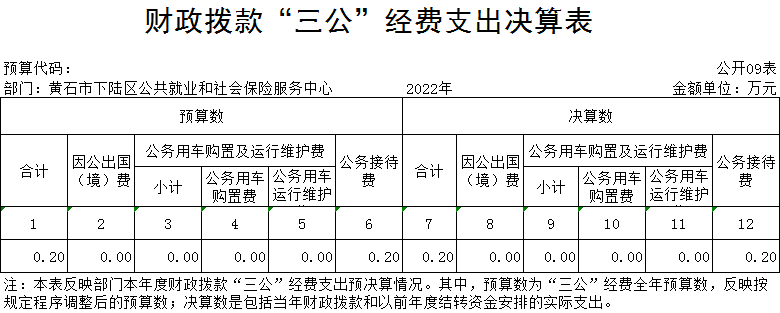 财政拨款“三公”经费支出决算表
预算代码： 公开09表
部门：黄石市下陆区公共就业和社会保险服务中心 2022年 金额单位：万元
预算数 决算数
合计 因公出国（境）费 公务用车购置及运行维护费 公务接待费 合计 因公出国（境）费 公务用车购置及运行维护费 公务接待费
小计 公务用车购置费 公务用车运行维护 小计 公务用车购置费 公务用车运行维护
1 2 3 4 5 6 7 8 9 10 11 12
0.20 0.00 0.00 0.00 0.00 0.20 0.20 0.00 0.00 0.00 0.00 0.20
注：本表反映部门本年度财政拨款“三公”经费支出预决算情况。其中，预算数为“三公”经费全年预算数，反映按
规定程序调整后的预算数；决算数是包括当年财政拨款和以前年度结转资金安排的实际支出。